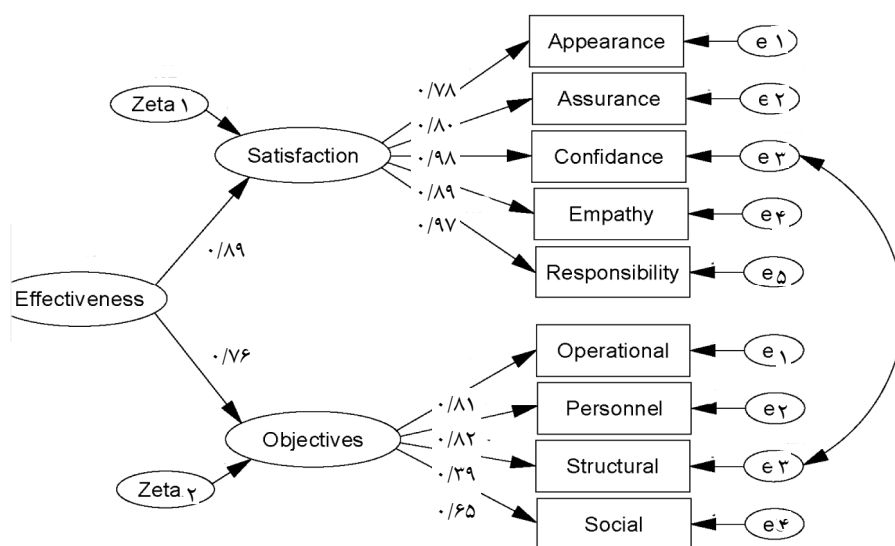 Appearance
e ۱
۰/۷۸
Zeta ۱
Assurance
e ۲
۰/۸۰
Satisfaction
Confidance
e ۳
۰/۹۸
Empathy
e ۴
۰/۸۹
Responsibility
e ۵
۰/۹۷
۰/۸۹
Effectiveness
۰/۷۶
Operational
e ۱
۰/۸۱
Personnel
e ۲
۰/۸۲
Objectives
Structural
e ۳
۰/۳۹
Zeta ۲
Social
e ۴
۰/۶۵